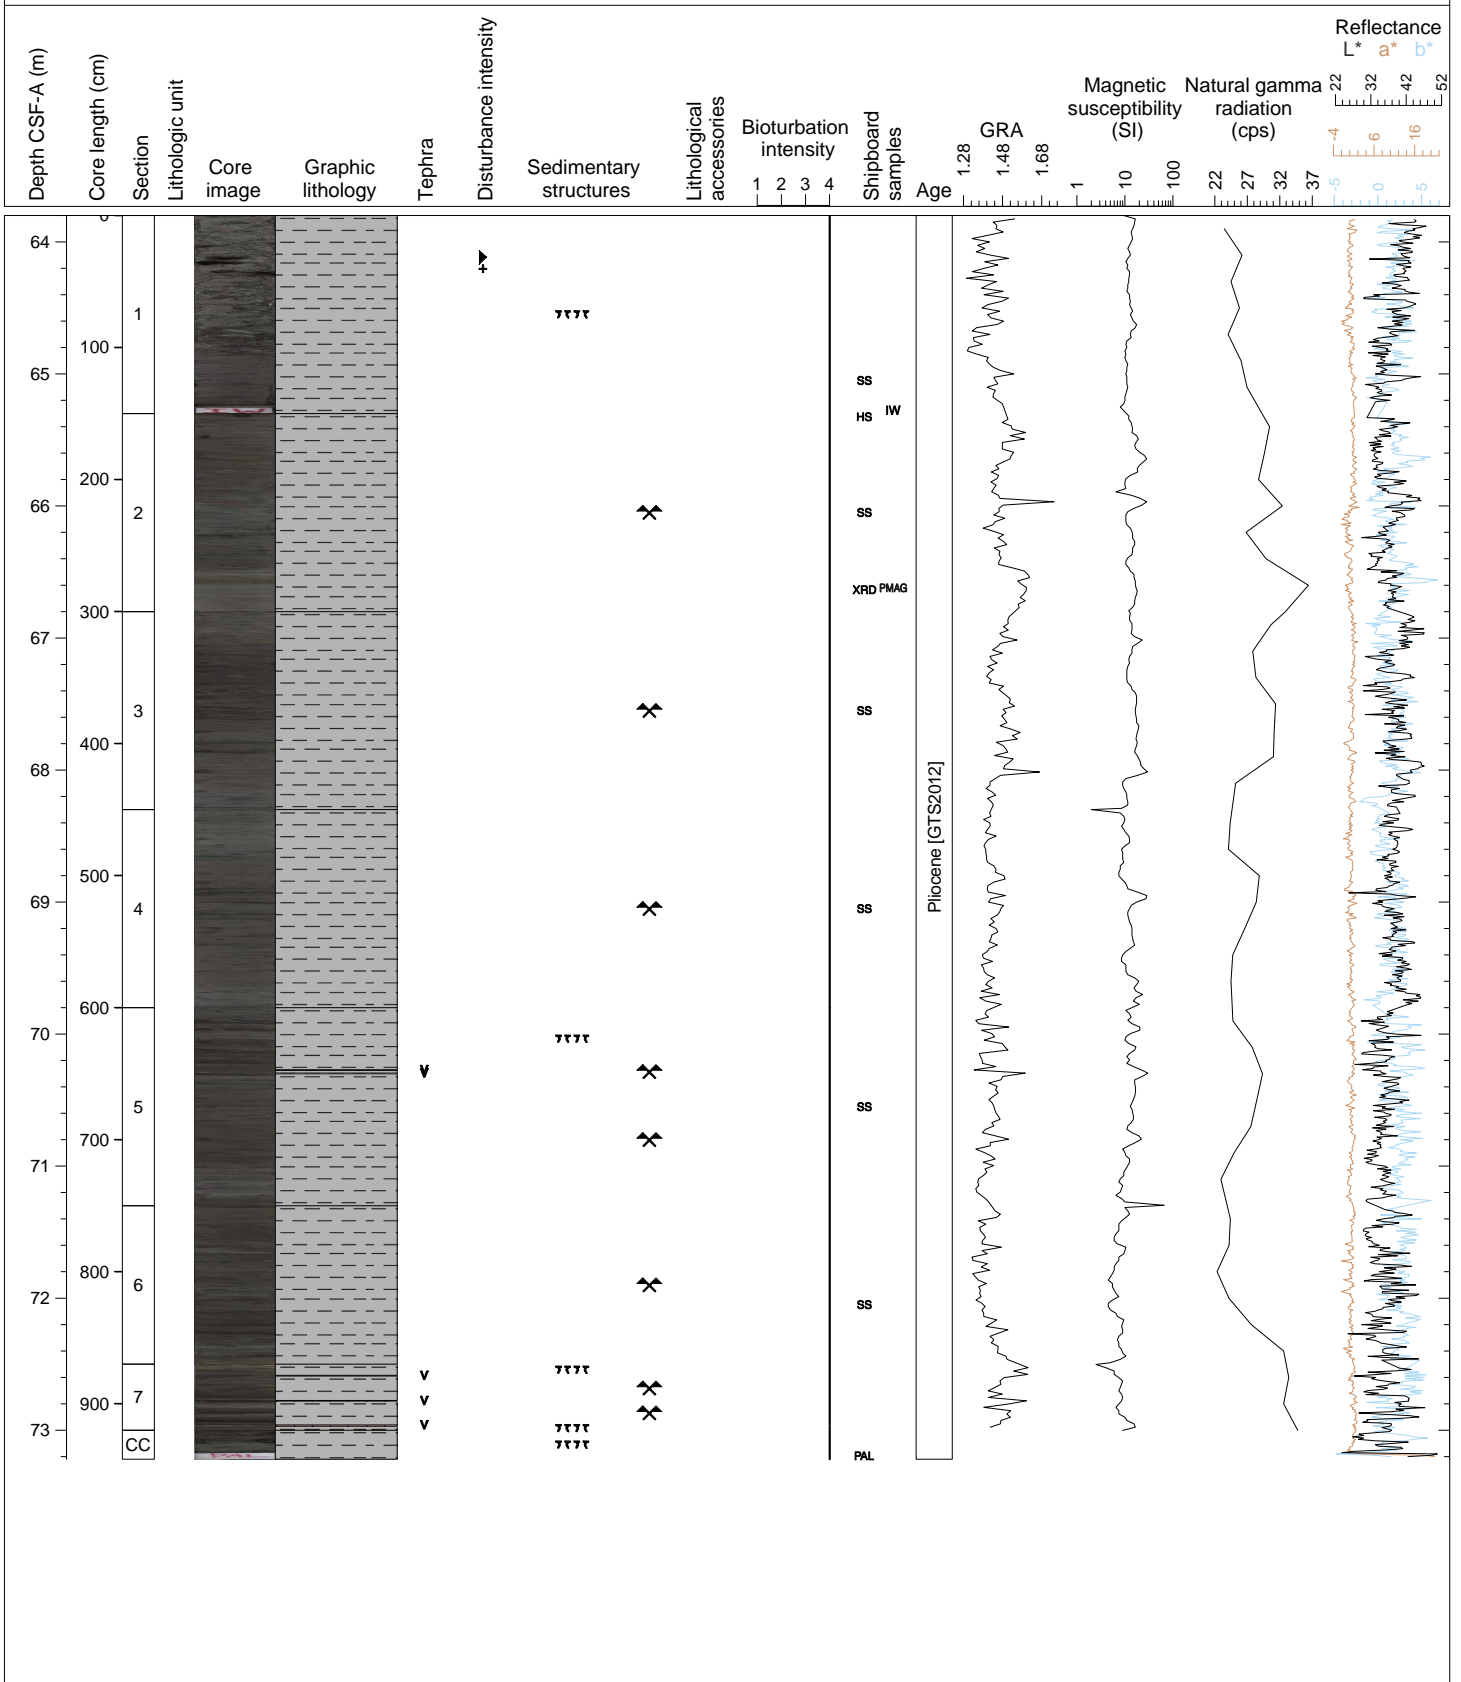 Depth CSF-A (m)
Core length (cm)
Section
Lithologic unit
Core
image
Graphic
lithology
Tephra
Disturbance intensity
Sedimentary
structures
Lithological
accessories
Bioturbation
intensity
1 2 3 4
Shipboard
samples
Age
GRA
1.28 1.48 1.68
Magnetic
susceptibility
(SI)
1 10 100
Natural gamma
radiation
(cps)
22 27 32 37
Reflectance
L* a* b*
22 32 42 52
-4 6 16
-5 0 5
0
64
1
100
65
SS
HS IW
200
66
2
SS
XRD PMAG
300
67
3
SS
400
68
Pliocene [GTS2012]
500
69
4
SS
600
70
V
V
5
SS
700
71
800
6
72
SS
V
7
V
900
V
73
CC
PAL